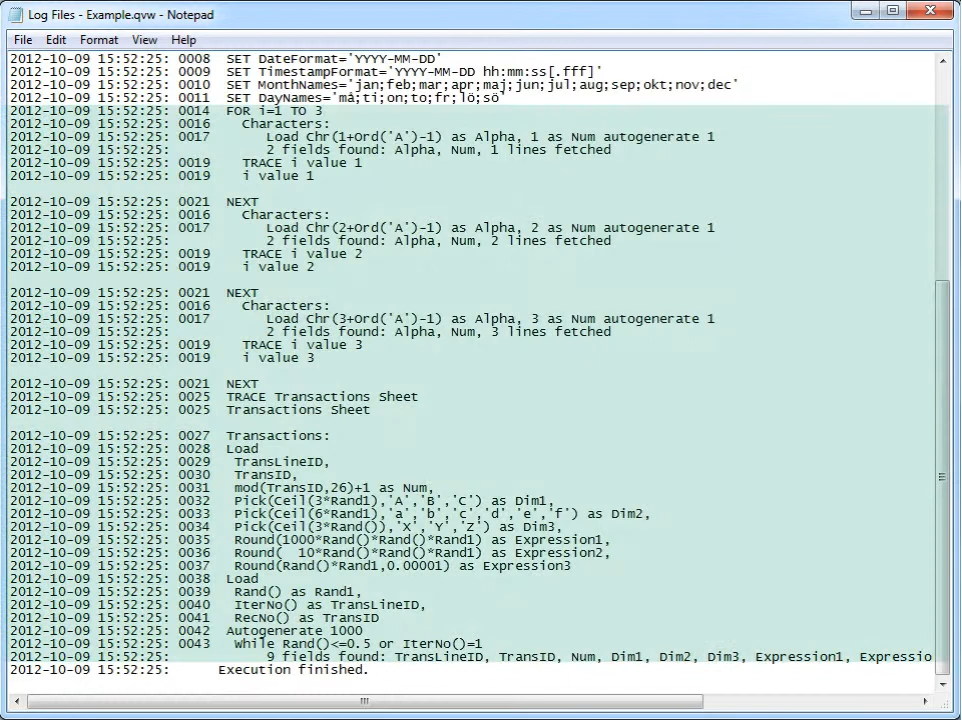 Log Files - Example.qvw - Notepad
File Edit Format View Help
2012-10-09 15:52:25: 0008 SET DateFormat='YYYY-MM-DD'
2012-10-09 15:52:25: 0009 SET TimestampFormat='YYYY-MM-DD hh:mm:ss[.fff]'
2012-10-09 15:52:25: 0010 SET MonthNames='jan;feb;mar;apr;maj;jun;jul;aug;sep;okt;nov;dec'
2012-10-09 15:52:25: 0011 SET DayNames='må;ti;on;to;fr;lö;sö'
2012-10-09 15:52:25: 0014 FOR i=1 TO 3
2012-10-09 15:52:25: 0016 Characters:
2012-10-09 15:52:25: 0017 Load Chr(1+Ord('A')-1) as Alpha, 1 as Num autogenerate 1
2012-10-09 15:52:25: 2 fields found: Alpha, Num, 1 lines fetched
2012-10-09 15:52:25: 0019 TRACE i value 1
2012-10-09 15:52:25: 0019 i value 1
2012-10-09 15:52:25: 0021 NEXT
2012-10-09 15:52:25: 0016 Characters:
2012-10-09 15:52:25: 0017 Load Chr(2+Ord('A')-1) as Alpha, 2 as Num autogenerate 1
2012-10-09 15:52:25: 2 fields found: Alpha, Num, 2 lines fetched
2012-10-09 15:52:25: 0019 TRACE i value 2
2012-10-09 15:52:25: 0019 i value 2
2012-10-09 15:52:25: 0021 NEXT
2012-10-09 15:52:25: 0016 Characters:
2012-10-09 15:52:25: 0017 Load Chr(3+Ord('A')-1) as Alpha, 3 as Num autogenerate 1
2012-10-09 15:52:25: 2 fields found: Alpha, Num, 3 lines fetched
2012-10-09 15:52:25: 0019 TRACE i value 3
2012-10-09 15:52:25: 0019 i value 3
2012-10-09 15:52:25: 0021 NEXT
2012-10-09 15:52:25: 0025 TRACE Transactions Sheet
2012-10-09 15:52:25: 0025 Transactions Sheet
2012-10-09 15:52:25: 0027 Transactions:
2012-10-09 15:52:25: 0028 Load
2012-10-09 15:52:25: 0029 TransLineID,
2012-10-09 15:52:25: 0030 TransID,
2012-10-09 15:52:25: 0031 mod(TransID,26)+1 as Num,
2012-10-09 15:52:25: 0032 Pick(Ceil(3*Rand1),'A','B','C') as Dim1,
2012-10-09 15:52:25: 0033 Pick(Ceil(6*Rand1),'a','b','c','d','e','f') as Dim2,
2012-10-09 15:52:25: 0034 Pick(Ceil(3*Rand()),'X','Y','Z') as Dim3,
2012-10-09 15:52:25: 0035 Round(1000*Rand()*Rand()*Rand1) as Expression1,
2012-10-09 15:52:25: 0036 Round( 10*Rand()*Rand()*Rand1) as Expression2,
2012-10-09 15:52:25: 0037 Round(Rand()*Rand1,0.00001) as Expression3
2012-10-09 15:52:25: 0038 Load
2012-10-09 15:52:25: 0039 Rand() as Rand1,
2012-10-09 15:52:25: 0040 IterNo() as TransLineID,
2012-10-09 15:52:25: 0041 RecNo() as TransID
2012-10-09 15:52:25: 0042 Autogenerate 1000
2012-10-09 15:52:25: 0043 While Rand()<=0.5 or IterNo()=1
2012-10-09 15:52:25: 9 fields found: TransLineID, TransID, Num, Dim1, Dim2, Dim3, Expression1, Expressio
2012-10-09 15:52:25: Execution finished.